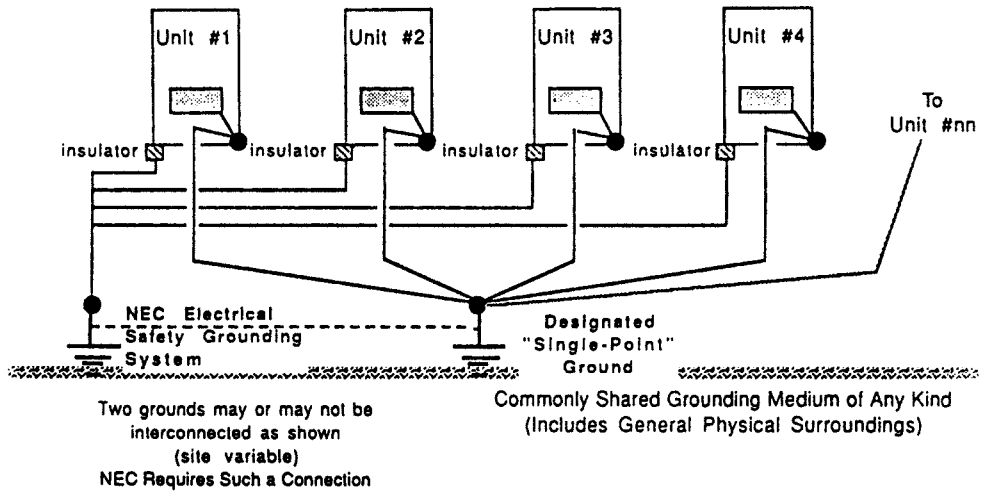 Unit #1
Unit #2
Unit #3
Unit #4
To
Unit #nn
insulator
insulator
insulator
insulator
NEC Electrical
Safety Grounding
System
Designated
"Single-Point"
Ground
Two grounds may or may not be
interconnected as shown
(site variable)
NEC Requires Such a Connection
Commonly Shared Grounding Medium of Any Kind
(Includes General Physical Surroundings)